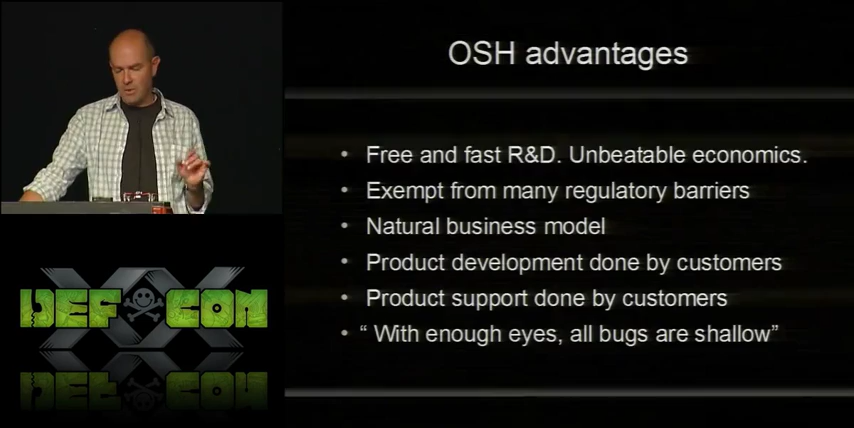 OSH advantages
• Free and fast R&D. Unbeatable economics.
• Exempt from many regulatory barriers
• Natural business model
• Product development done by customers
• Product support done by customers
• “ With enough eyes, all bugs are shallow”
XX
DEF CON